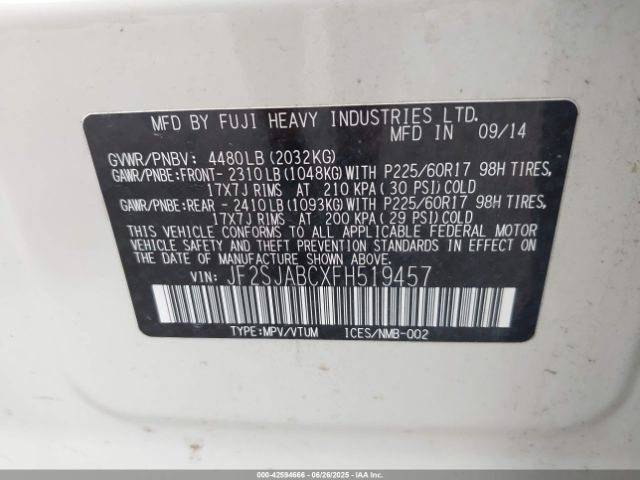 MFD BY FUJI HEAVY INDUSTRIES LTD.
MFD IN 09/14
GVWR/PNBV: 4480LB (2032KG)
GAWR/PNBE:FRONT- 2310LB (1048KG)WITH P225/60R17 98H TIRES,
17X7J RIMS AT 210 KPA ( 30 PSI)COLD
GAWR/PNBE:REAR - 2410LB (1093KG)WITH P225/60R17 98H TIRES,
17X7J RIMS AT 200 KPA ( 29 PSI)COLD
THIS VEHICLE CONFORMS TO ALL APPLICABLE FEDERAL MOTOR
VEHICLE SAFETY AND THEFT PREVENTION STANDARDS IN EFFECT ON
THE DATE OF MANUFACTURE SHOWN ABOVE.
VIN: JF2SJABCXFH519457
TYPE:MPV/VTUM ICES/NMB-002
000-42594666 - 06/26/2025 - IAAI.com